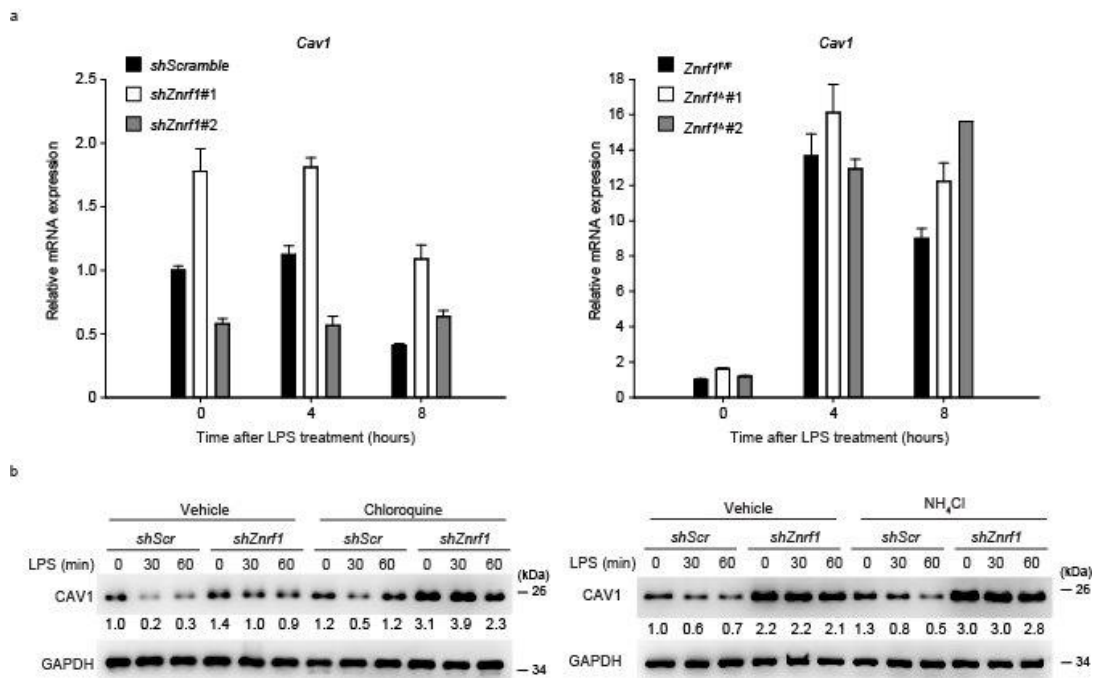 a
Cav1
shScramble
shZnrf1#1
shZnrf1#2
Relative mRNA expression
2.5
2.0
1.5
1.0
0.5
0
0 4 8
Time after LPS treatment (hours)
Cav1
Znrf1F/F
Znrf1Δ#1
Znrf1Δ#2
Relative mRNA expression
18
16
14
12
10
8
6
4
2
0
0 4 8
Time after LPS treatment (hours)
b
Vehicle Chloroquine
shScr shZnrf1 shScr shZnrf1
LPS (min) 0 30 60 0 30 60 0 30 60 0 30 60 (kDa)
CAV1 – 26
1.0 0.2 0.3 1.4 1.0 0.9 1.2 0.5 1.2 3.1 3.9 2.3
GAPDH – 34
Vehicle NH4Cl
shScr shZnrf1 shScr shZnrf1
LPS (min) 0 30 60 0 30 60 0 30 60 0 30 60 (kDa)
CAV1 – 26
1.0 0.6 0.7 2.2 2.2 2.1 1.3 0.8 0.5 3.0 3.0 2.8
GAPDH – 34